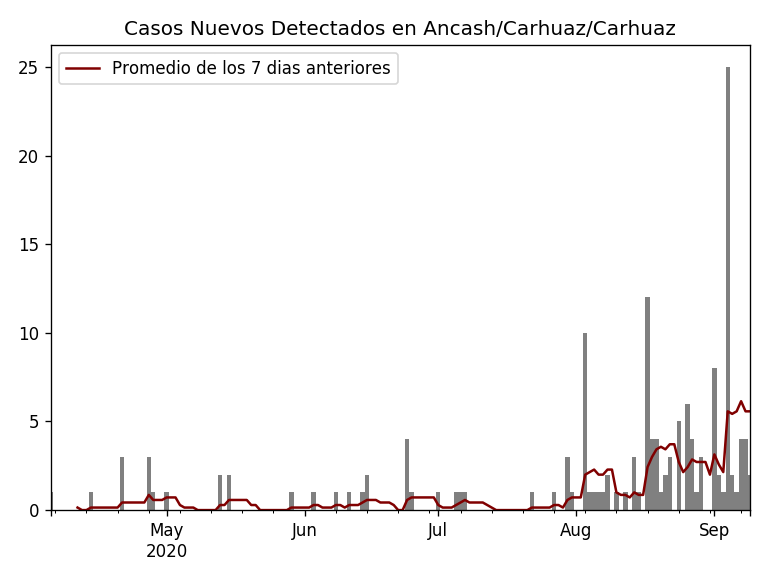 Casos Nuevos Detectados en Ancash/Carhuaz/Carhuaz
Promedio de los 7 dias anteriores
25
20
15
10
5
0
May Jun Jul Aug Sep
2020